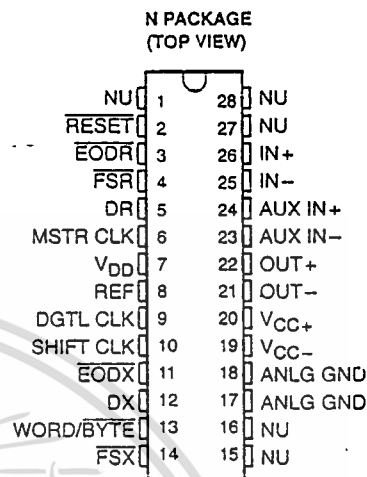 N PACKAGE
(TOP VIEW)
NU 1 28 NU
RESET 2 27 NU
EODR 3 26 IN+
FSR 4 25 IN−
DR 5 24 AUX IN+
MSTR CLK 6 23 AUX IN−
VDD 7 22 OUT+
REF 8 21 OUT−
DGTL CLK 9 20 VCC+
SHIFT CLK 10 19 VCC−
EODX 11 18 ANLG GND
DX 12 17 ANLG GND
WORD/BYTE 13 16 NU
FSX 14 15 NU